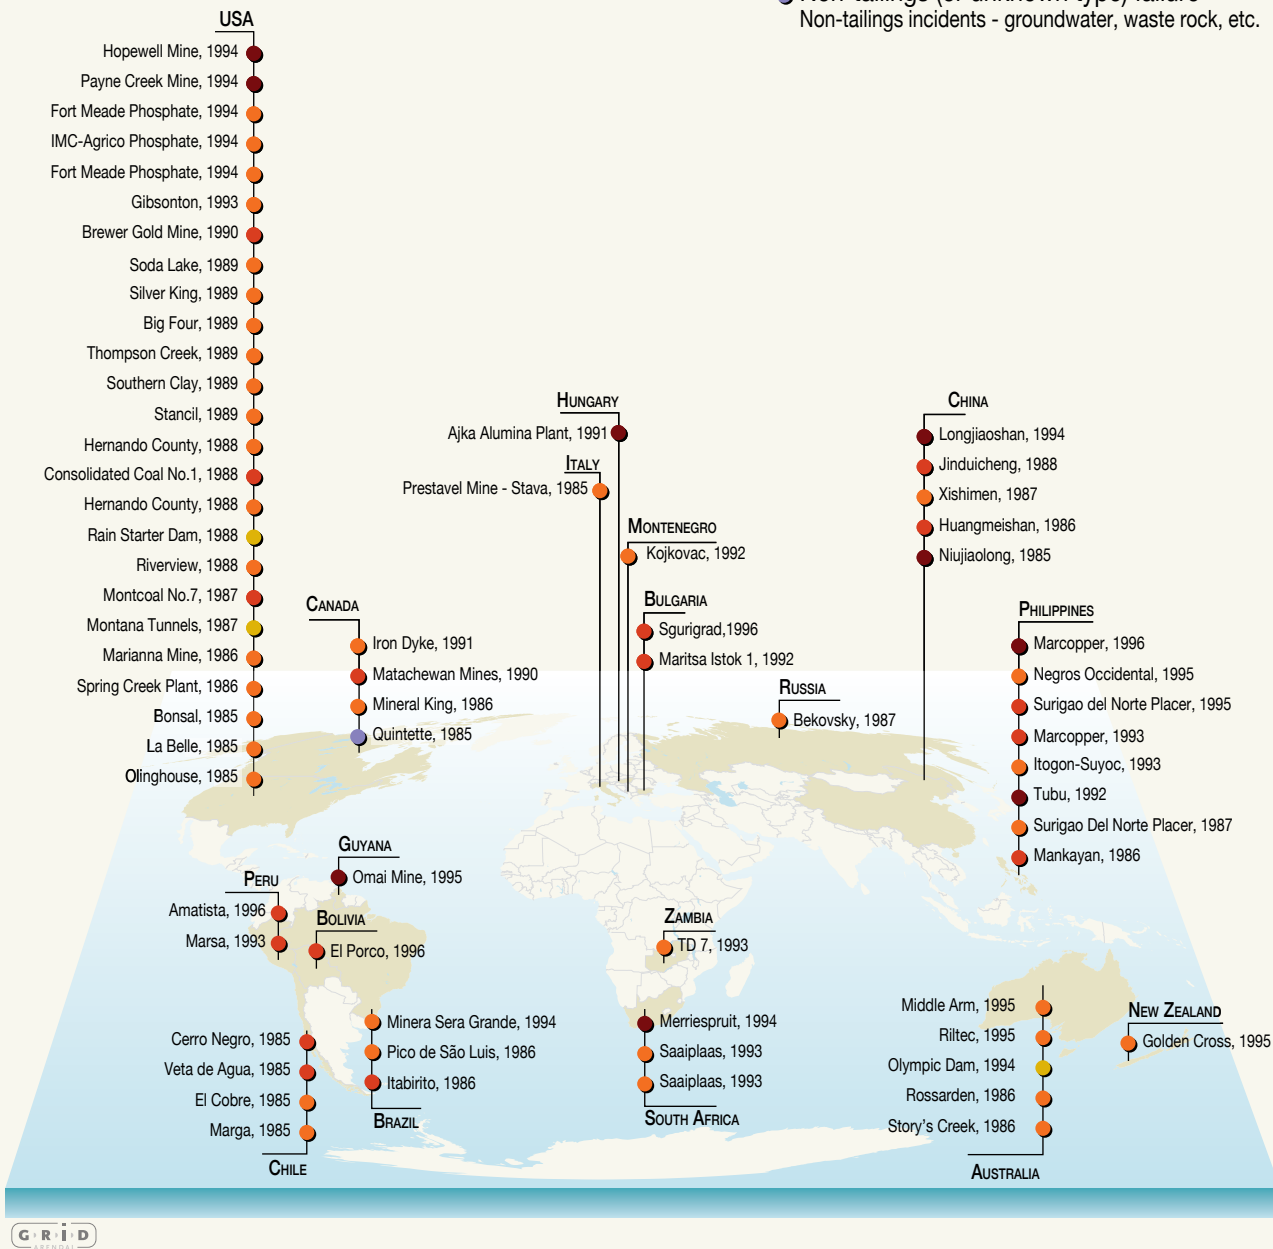 Non-tailings incidents - groundwater, waste rock, etc.
USA
Hopewell Mine, 1994
Payne Creek Mine, 1994
Fort Meade Phosphate, 1994
IMC-Agrico Phosphate, 1994
Fort Meade Phosphate, 1994
Gibsonton, 1993
Brewer Gold Mine, 1990
Soda Lake, 1989
Silver King, 1989
Big Four, 1989
Thompson Creek, 1989
Southern Clay, 1989
Stancil, 1989
Hernando County, 1988
Consolidated Coal No.1, 1988
Hernando County, 1988
Rain Starter Dam, 1988
Riverview, 1988
Montcoal No.7, 1987
Montana Tunnels, 1987
Marianna Mine, 1986
Spring Creek Plant, 1986
Bonsal, 1985
La Belle, 1985
Olinghouse, 1985
CANADA
Iron Dyke, 1991
Matachewan Mines, 1990
Mineral King, 1986
Quintette, 1985
HUNGARY
Ajka Alumina Plant, 1991
ITALY
Prestavel Mine - Stava, 1985
MONTENEGRO
Kojkovac, 1992
BULGARIA
Sgurigrad,1996
Maritsa Istok 1, 1992
RUSSIA
Bekovsky, 1987
CHINA
Longjiaoshan, 1994
Jinduicheng, 1988
Xishimen, 1987
Huangmeishan, 1986
Niujiaolong, 1985
PHILIPPINES
Marcopper, 1996
Negros Occidental, 1995
Surigao del Norte Placer, 1995
Marcopper, 1993
Itogon-Suyoc, 1993
Tubu, 1992
Surigao Del Norte Placer, 1987
Mankayan, 1986
GUYANA
Omai Mine, 1995
PERU
Amatista, 1996
Marsa, 1993
BOLIVIA
El Porco, 1996
ZAMBIA
TD 7, 1993
Cerro Negro, 1985
Veta de Agua, 1985
El Cobre, 1985
Marga, 1985
CHILE
Minera Sera Grande, 1994
Pico de São Luis, 1986
Itabirito, 1986
BRAZIL
Merriespruit, 1994
Saaiplaas, 1993
Saaiplaas, 1993
SOUTH AFRICA
Middle Arm, 1995
Riltec, 1995
Olympic Dam, 1994
Rossarden, 1986
Story's Creek, 1986
AUSTRALIA
NEW ZEALAND
Golden Cross, 1995
GRID
ARENDAL